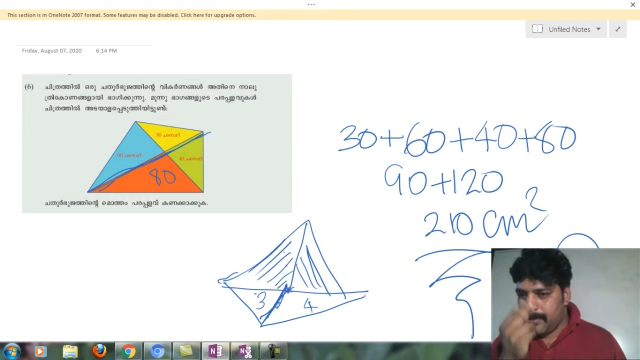 This section is in OneNote 2007 format. Some features may be disabled. Click here for upgrade options.
Unfiled Notes
Friday, August 07, 2020 6:14 PM
(6) ചിത്രത്തിൽ ഒരു ചതുർഭുജത്തിന്റെ വികർണങ്ങൾ അതിനെ നാലു
ത്രികോണങ്ങളായി ഭാഗിക്കുന്നു. മൂന്നു ഭാഗങ്ങളുടെ പരപ്പളവുകൾ
ചിത്രത്തിൽ അടയാളപ്പെടുത്തിയിട്ടുണ്ട്:
80
ചതുർഭുജത്തിന്റെ മൊത്തം പരപ്പളവ് കണക്കാക്കുക.
30+60+40+80
90+120
210 cm²
3 4